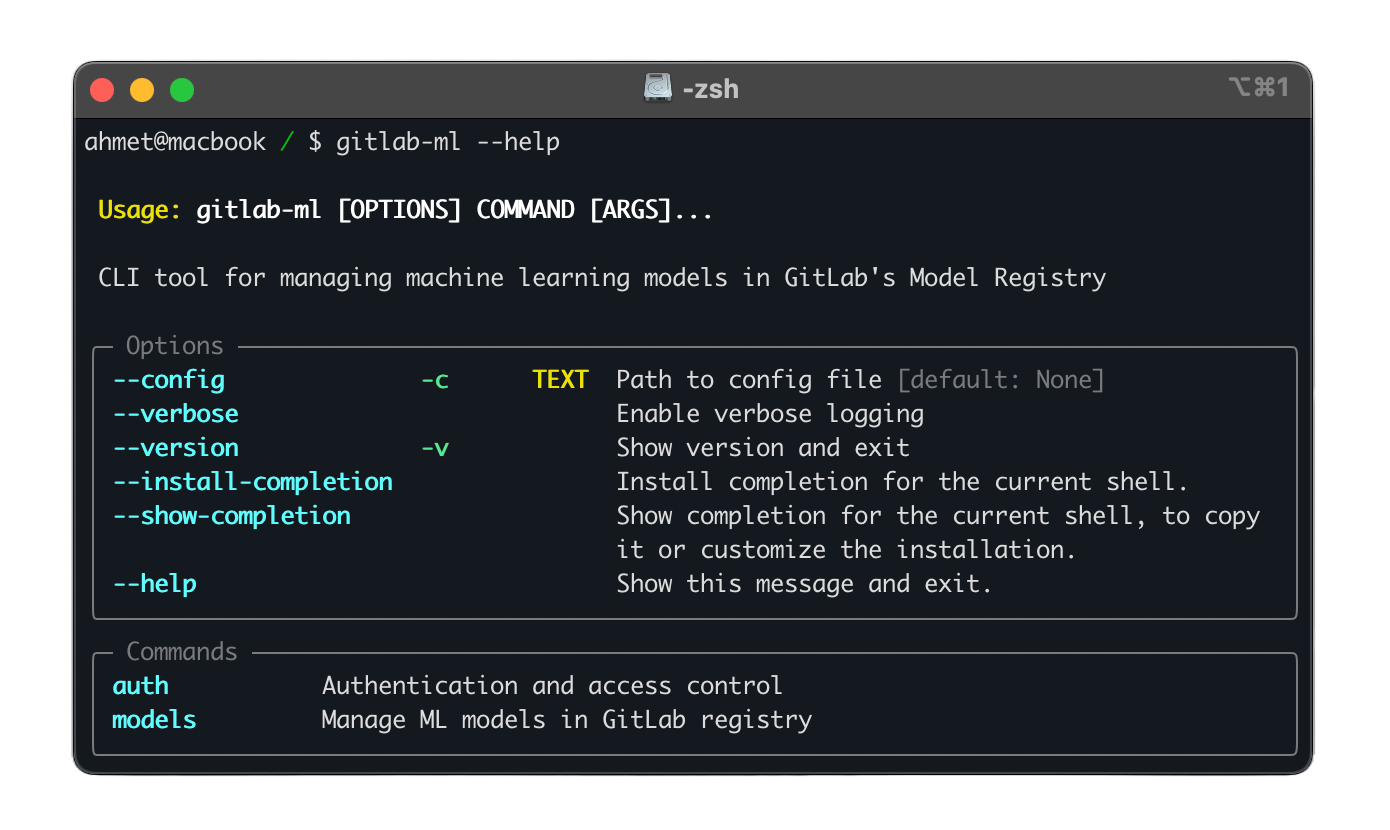 -zsh
⌥⌘1
ahmet@macbook / $ gitlab-ml --help
Usage: gitlab-ml [OPTIONS] COMMAND [ARGS]...
CLI tool for managing machine learning models in GitLab's Model Registry
Options
--config -c TEXT Path to config file [default: None]
--verbose Enable verbose logging
--version -v Show version and exit
--install-completion Install completion for the current shell.
--show-completion Show completion for the current shell, to copy
it or customize the installation.
--help Show this message and exit.
Commands
auth Authentication and access control
models Manage ML models in GitLab registry